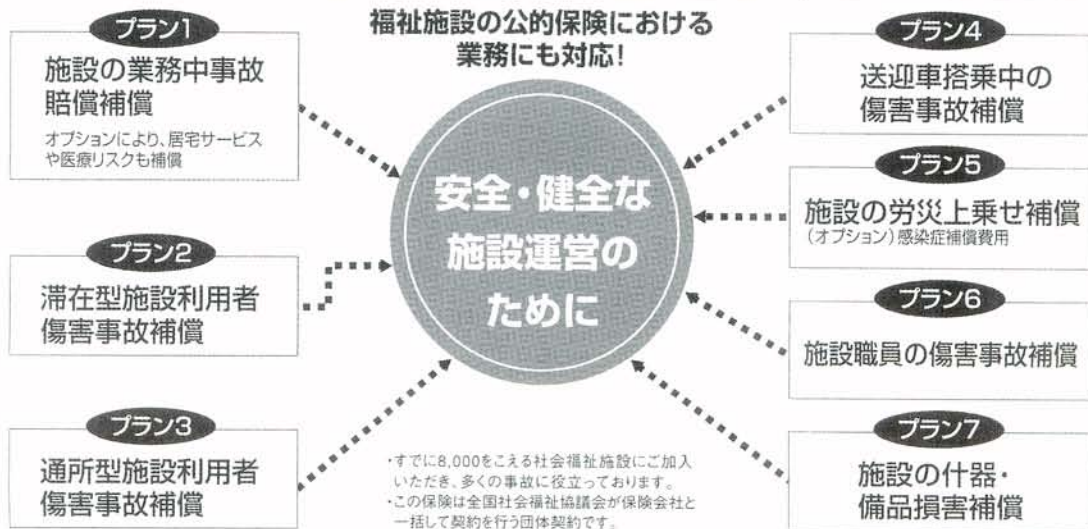 福祉施設の公的保険における
業務にも対応!
プラン1
施設の業務中事故
賠償補償
オプションにより、居宅サービス
や医療リスクも補償
プラン2
滞在型施設利用者
傷害事故補償
プラン3
通所型施設利用者
傷害事故補償
安全・健全な
施設運営の
ために
プラン4
送迎車搭乗中の
傷害事故補償
プラン5
施設の労災上乗せ補償
(オプション)感染症補償費用
プラン6
施設職員の傷害事故補償
プラン7
施設の什器・
備品損害補償
・すでに8,000をこえる社会福祉施設にご加入
いただき、多くの事故に役立っております。
・この保険は全国社会福祉協議会が保険会社と
一括して契約を行う団体契約です。